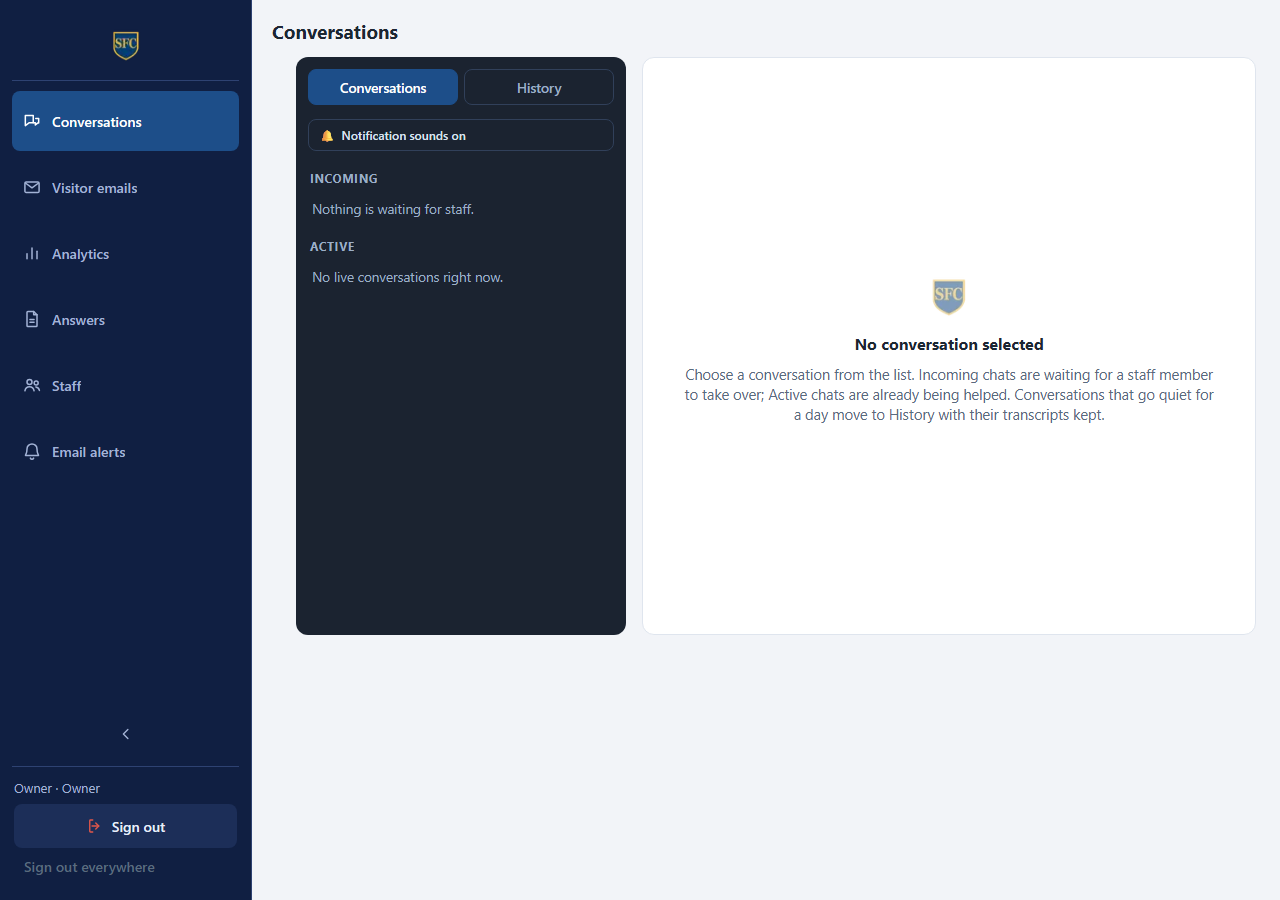 SFC
Conversations
Visitor emails
Analytics
Answers
Staff
Email alerts
Owner · Owner
Sign out
Sign out everywhere
Conversations
Conversations
History
Notification sounds on
INCOMING
Nothing is waiting for staff.
ACTIVE
No live conversations right now.
SFC
No conversation selected
Choose a conversation from the list. Incoming chats are waiting for a staff member
to take over; Active chats are already being helped. Conversations that go quiet for
a day move to History with their transcripts kept.